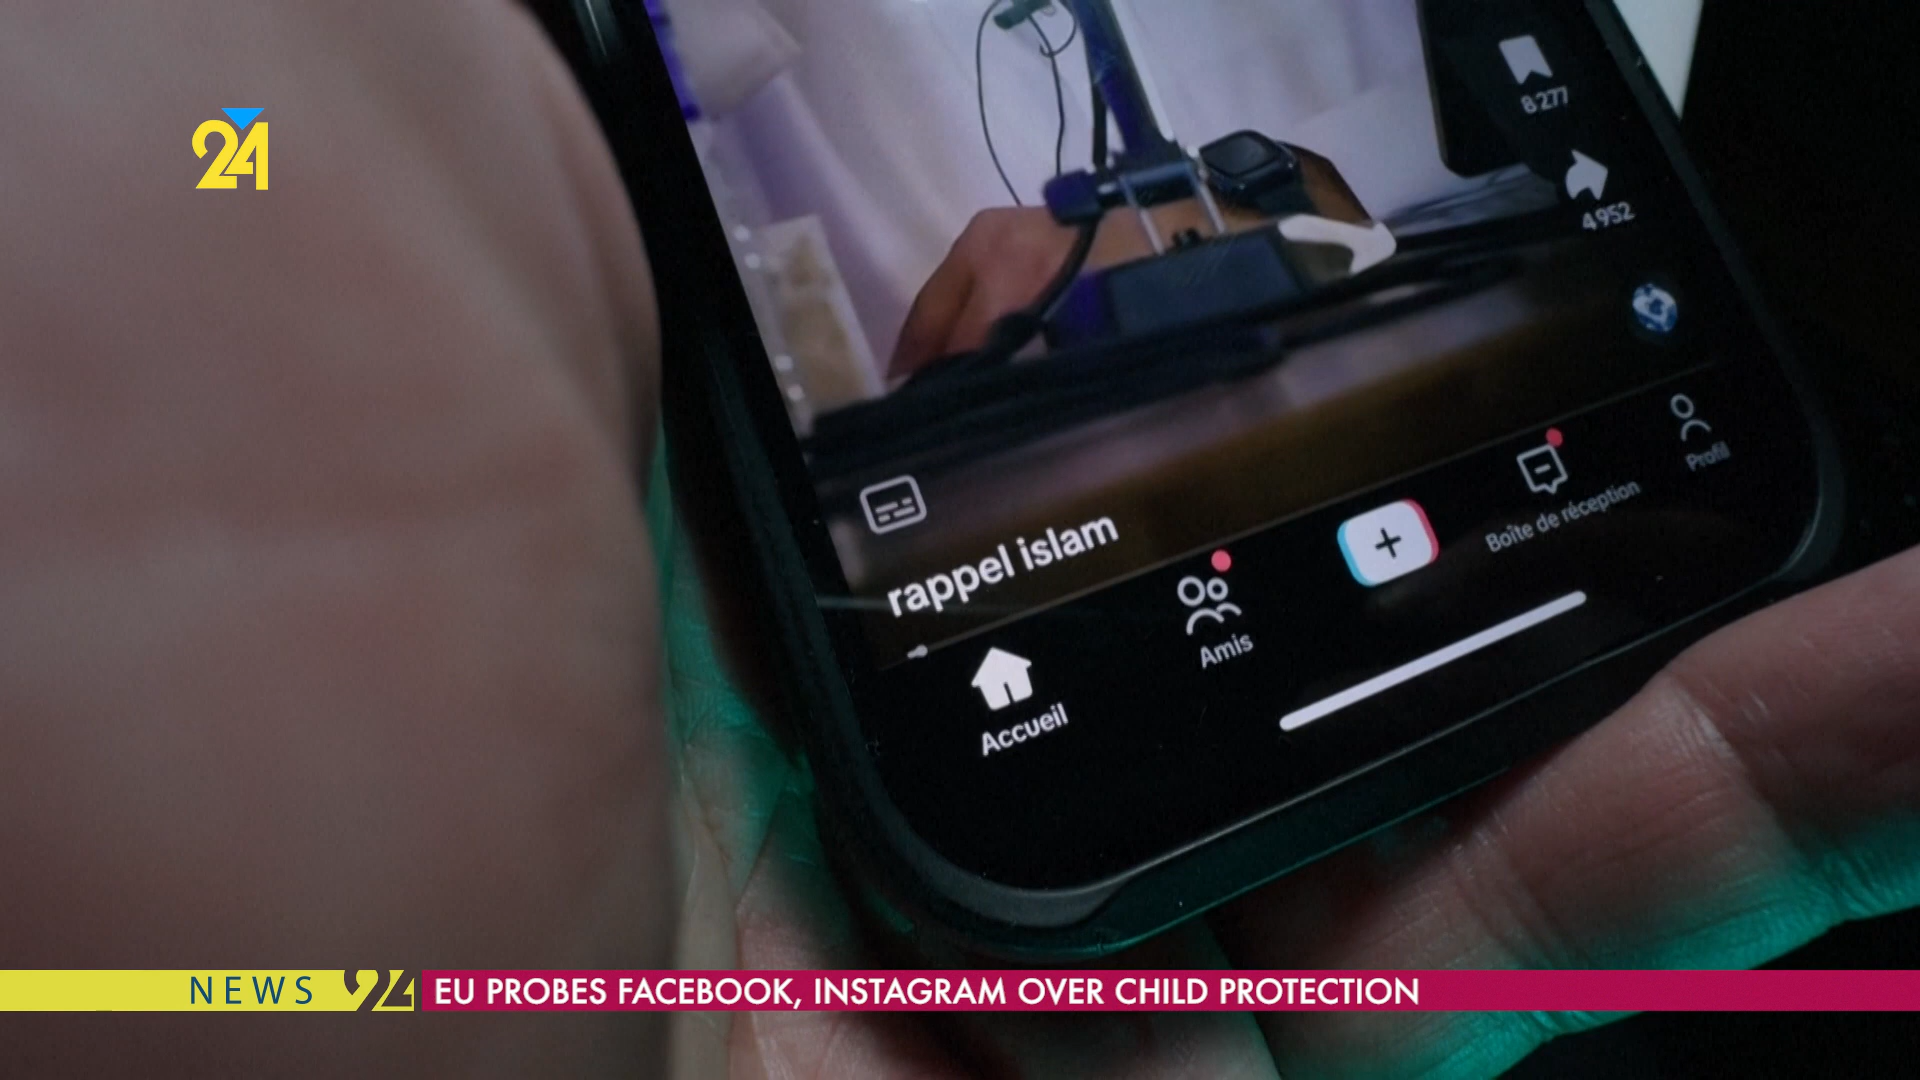 24
8 277
4 952
rappel islam
Accueil
Amis
Boîte de réception
Profil
NEWS 24
EU PROBES FACEBOOK, INSTAGRAM OVER CHILD PROTECTION